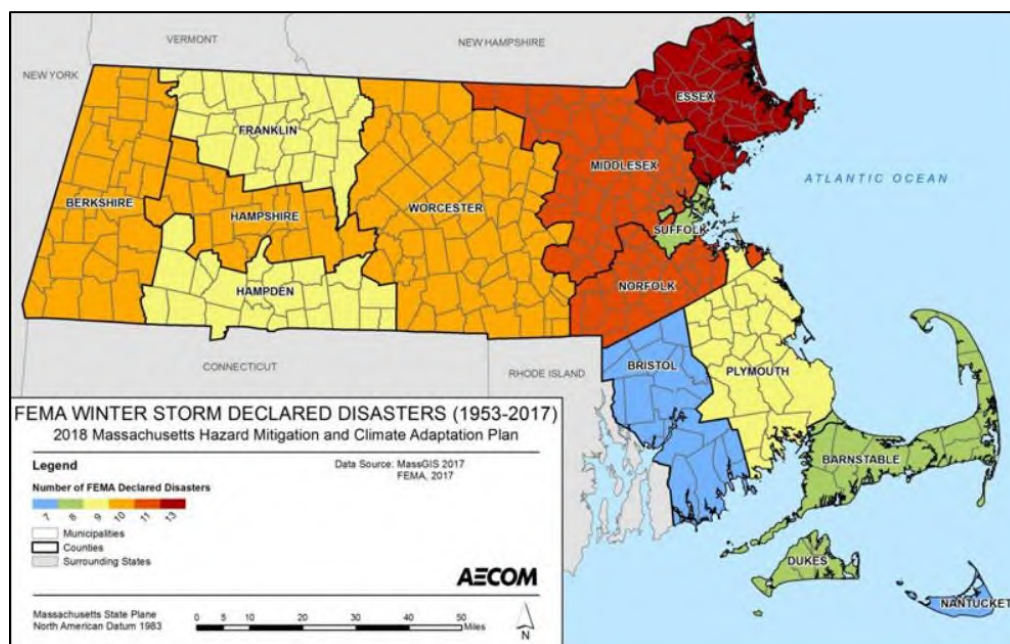 VERMONT
NEW HAMPSHIRE
NEW YORK
ESSEX
FRANKLIN
MIDDLESEX
ATLANTIC OCEAN
BERKSHIRE
HAMPSHIRE
WORCESTER
SUFFOLK
NORFOLK
HAMPDEN
CONNECTICUT
RHODE ISLAND
BRISTOL
PLYMOUTH
BARNSTABLE
DUKES
NANTUCKET
FEMA WINTER STORM DECLARED DISASTERS (1953-2017)
2018 Massachusetts Hazard Mitigation and Climate Adaptation Plan
Legend
Data Source: MassGIS 2017
FEMA, 2017
Number of FEMA Declared Disasters
7 8 9 10 11 13
Municipalities
Counties
Surrounding States
AECOM
Massachusetts State Plane
North American Datum 1983
0 5 10 20 30 40 50
Miles
N